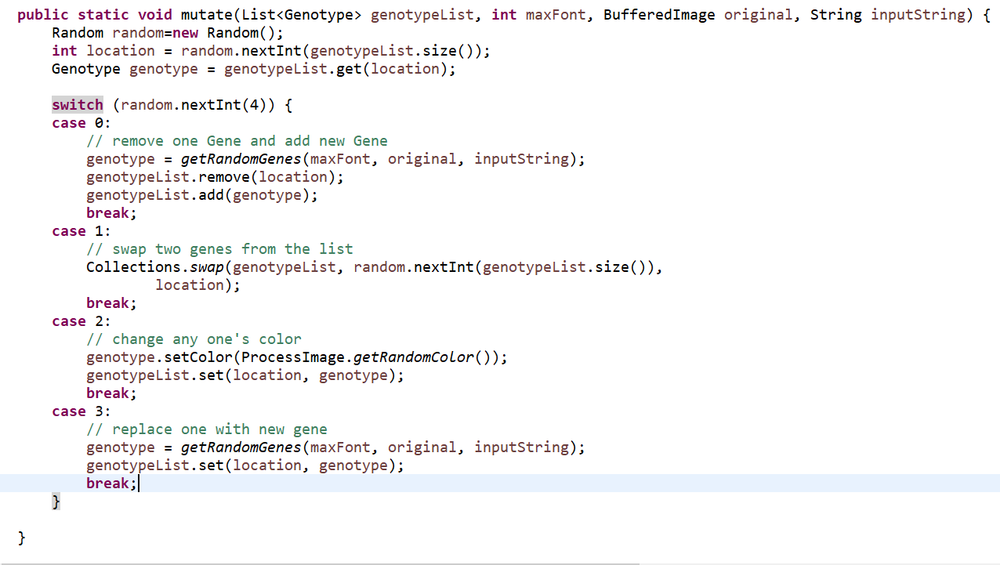 public static void mutate(List<Genotype> genotypeList, int maxFont, BufferedImage original, String inputString) {
    Random random=new Random();
    int location = random.nextInt(genotypeList.size());
    Genotype genotype = genotypeList.get(location);

    switch (random.nextInt(4)) {
    case 0:
        // remove one Gene and add new Gene
        genotype = getRandomGenes(maxFont, original, inputString);
        genotypeList.remove(location);
        genotypeList.add(genotype);
        break;
    case 1:
        // swap two genes from the list
        Collections.swap(genotypeList, random.nextInt(genotypeList.size()),
                location);
        break;
    case 2:
        // change any one's color
        genotype.setColor(ProcessImage.getRandomColor());
        genotypeList.set(location, genotype);
        break;
    case 3:
        // replace one with new gene
        genotype = getRandomGenes(maxFont, original, inputString);
        genotypeList.set(location, genotype);
        break;
    }

}